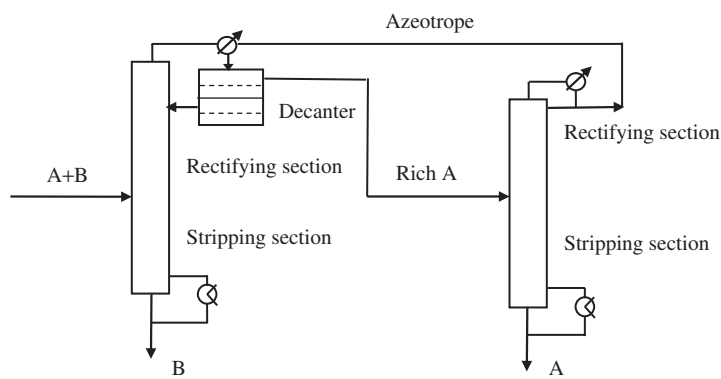 Azeotrope
Decanter
Rectifying section
A+B
Rectifying section
Rich A
Stripping section
Stripping section
B
A